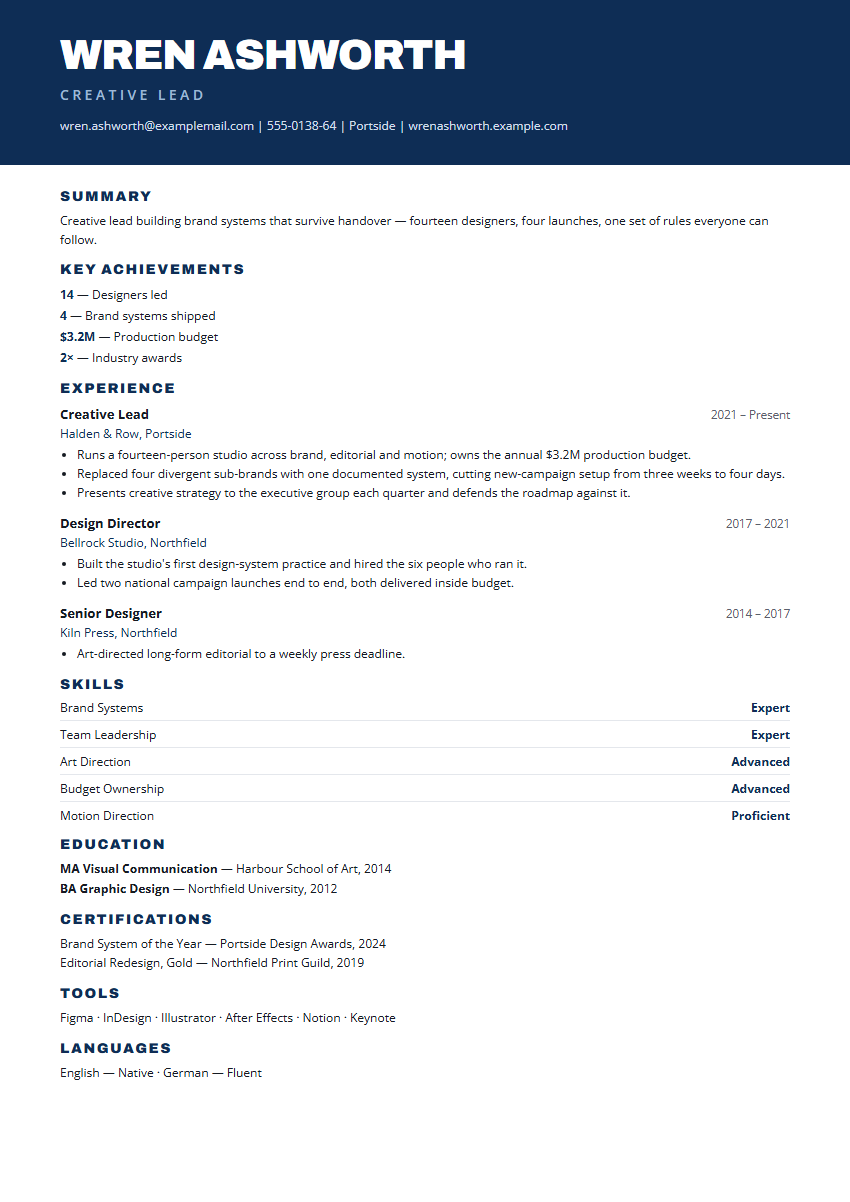 WREN ASHWORTH
CREATIVE LEAD
wren.ashworth@examplemail.com | 555-0138-64 | Portside | wrenashworth.example.com
SUMMARY
Creative lead building brand systems that survive handover — fourteen designers, four launches, one set of rules everyone can
follow.
KEY ACHIEVEMENTS
14 — Designers led
4 — Brand systems shipped
$3.2M — Production budget
2× — Industry awards
EXPERIENCE
Creative Lead 2021 – Present
Halden & Row, Portside
• Runs a fourteen-person studio across brand, editorial and motion; owns the annual $3.2M production budget.
• Replaced four divergent sub-brands with one documented system, cutting new-campaign setup from three weeks to four days.
• Presents creative strategy to the executive group each quarter and defends the roadmap against it.
Design Director 2017 – 2021
Bellrock Studio, Northfield
• Built the studio's first design-system practice and hired the six people who ran it.
• Led two national campaign launches end to end, both delivered inside budget.
Senior Designer 2014 – 2017
Kiln Press, Northfield
• Art-directed long-form editorial to a weekly press deadline.
SKILLS
Brand Systems Expert
Team Leadership Expert
Art Direction Advanced
Budget Ownership Advanced
Motion Direction Proficient
EDUCATION
MA Visual Communication — Harbour School of Art, 2014
BA Graphic Design — Northfield University, 2012
CERTIFICATIONS
Brand System of the Year — Portside Design Awards, 2024
Editorial Redesign, Gold — Northfield Print Guild, 2019
TOOLS
Figma · InDesign · Illustrator · After Effects · Notion · Keynote
LANGUAGES
English — Native · German — Fluent